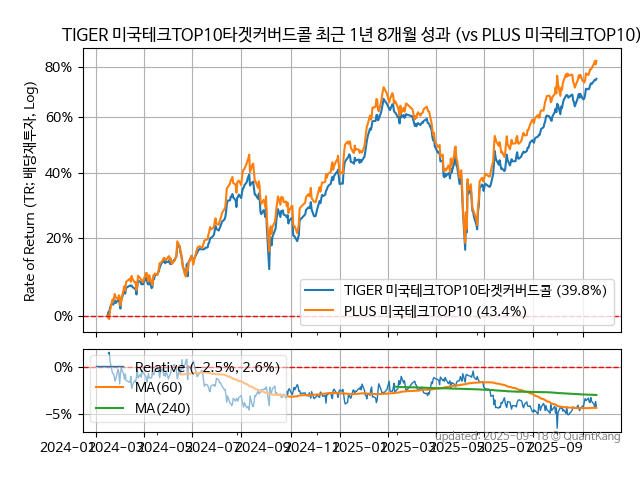 TIGER 미국테크TOP10타겟커버드콜 최근 1년 8개월 성과 (vs PLUS 미국테크TOP10)
Rate of Return (TR: 배당재투자, Log)
80%
60%
40%
20%
0%
TIGER 미국테크TOP10타겟커버드콜 (39.8%)
PLUS 미국테크TOP10 (43.4%)
0%
−5%
Relative (−2.5%, 2.6%)
MA(60)
MA(240)
updated: 2025-09-18 © QuantKang
2024-01 2024-03 2024-05 2024-07 2024-09 2024-11 2025-01 2025-03 2025-05 2025-07 2025-09